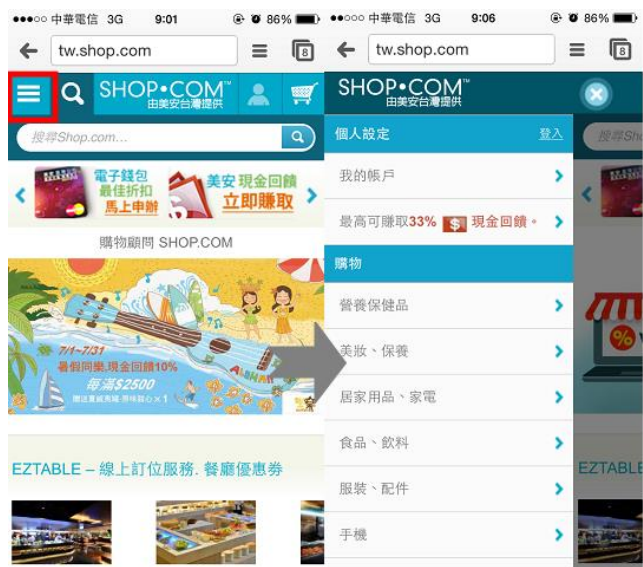 中華電信 3G 9:01 86%
tw.shop.com
8
SHOP•COM™
由美安台灣提供
搜尋Shop.com...
電子錢包
最佳折扣
馬上申辦
美安 現金回饋
立即賺取
購物顧問 SHOP.COM
7/1~7/31
暑假同樂,現金回饋10%
每滿$2500
ALOHA!!
EZTABLE – 線上訂位服務. 餐廳優惠券
中華電信 3G 9:06 86%
tw.shop.com
8
SHOP•COM™
由美安台灣提供
個人設定 登入
搜尋Sho
我的帳戶
最高可賺取33% $ 現金回饋。
購物
營養保健品
美妝、保養
居家用品、家電
食品、飲料
服裝、配件
手機
%
EZTABLE